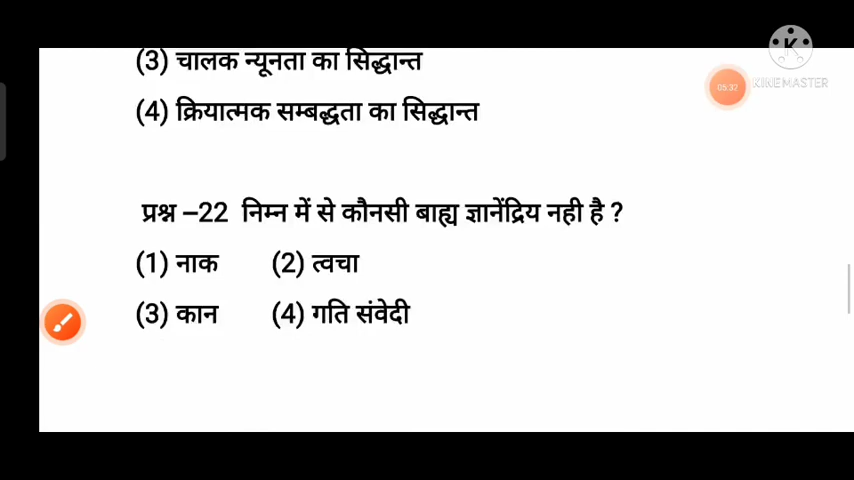 (3) चालक न्यूनता का सिद्धान्त
K
KINEMASTER
05:37
(4) क्रियात्मक सम्बद्धता का सिद्धान्त
प्रश्न –22 निम्न में से कौनसी बाह्य ज्ञानेंद्रिय नही है ?
(1) नाक (2) त्वचा
(3) कान (4) गति संवेदी